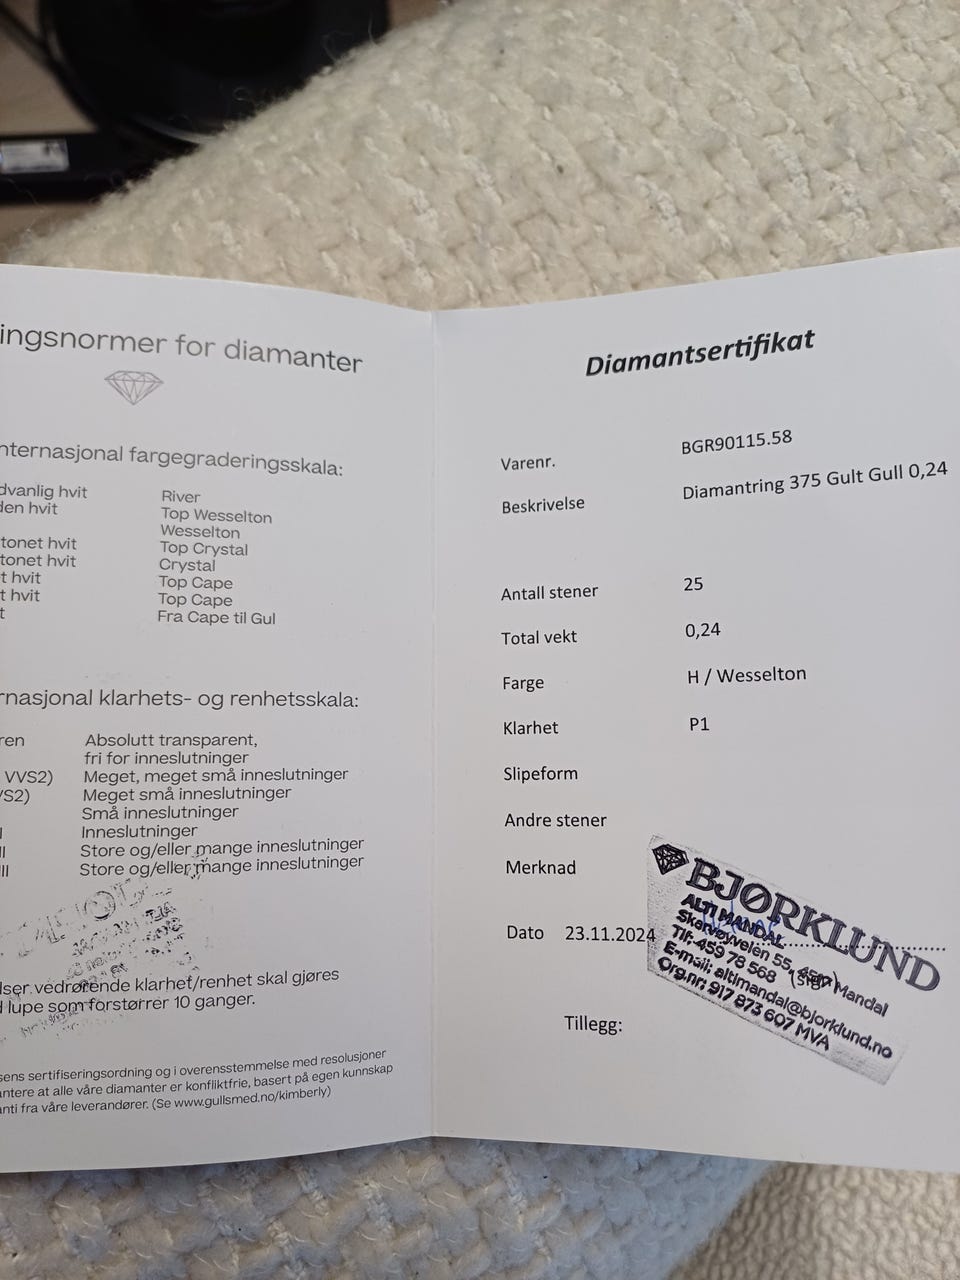 ingsnormer for diamanter
nternasjonal fargegraderingsskala:
dvanlig hvit River
den hvit Top Wesselton
Wesselton
tonet hvit Top Crystal
tonet hvit Crystal
t hvit Top Cape
t hvit Top Cape
t Fra Cape til Gul
rnasjonal klarhets- og renhetsskala:
ren Absolutt transparent,
fri for inneslutninger
VVS2) Meget, meget små inneslutninger
/S2) Meget små inneslutninger
Små inneslutninger
I Inneslutninger
II Store og/eller mange inneslutninger
III Store og/eller mange inneslutninger
lser vedrørende klarhet/renhet skal gjøres
d lupe som forstørrer 10 ganger.
sens sertifiseringsordning og i overensstemmelse med resolusjoner
antere at alle våre diamanter er konfliktfrie, basert på egen kunnskap
anti fra våre leverandører. (Se www.gullsmed.no/kimberly)
Diamantsertifikat
Varenr. BGR90115.58
Beskrivelse Diamantring 375 Gult Gull 0,24
Antall stener 25
Total vekt 0,24
Farge H / Wesselton
Klarhet P1
Slipeform
Andre stener
Merknad
Dato 23.11.2024
(sign)
Tillegg:
BJØRKLUND
ALTI MANDAL
Skarvøyveien 55, 4517 Mandal
Tlf: 459 78 568
E-mail: altimandal@bjorklund.no
Org.nr: 917 873 607 MVA